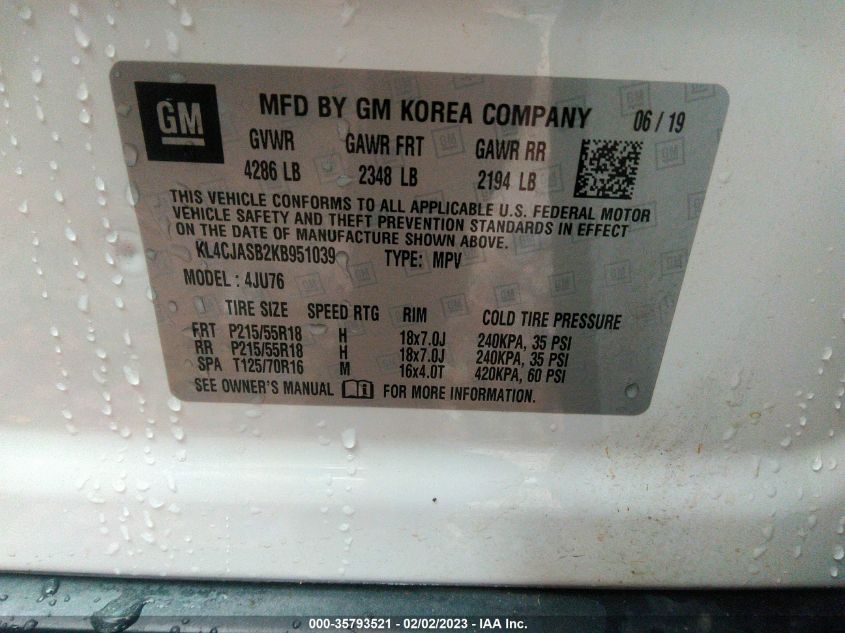 GM
MFD BY GM KOREA COMPANY 06 / 19
GVWR GAWR FRT GAWR RR
4286 LB 2348 LB 2194 LB
THIS VEHICLE CONFORMS TO ALL APPLICABLE U.S. FEDERAL MOTOR
VEHICLE SAFETY AND THEFT PREVENTION STANDARDS IN EFFECT
ON THE DATE OF MANUFACTURE SHOWN ABOVE.
KL4CJASB2KB951039 TYPE: MPV
MODEL : 4JU76
TIRE SIZE SPEED RTG RIM COLD TIRE PRESSURE
FRT P215/55R18 H 18x7.0J 240KPA, 35 PSI
RR P215/55R18 H 18x7.0J 240KPA, 35 PSI
SPA T125/70R16 M 16x4.0T 420KPA, 60 PSI
SEE OWNER'S MANUAL FOR MORE INFORMATION.
000-35793521 - 02/02/2023 - IAA Inc.